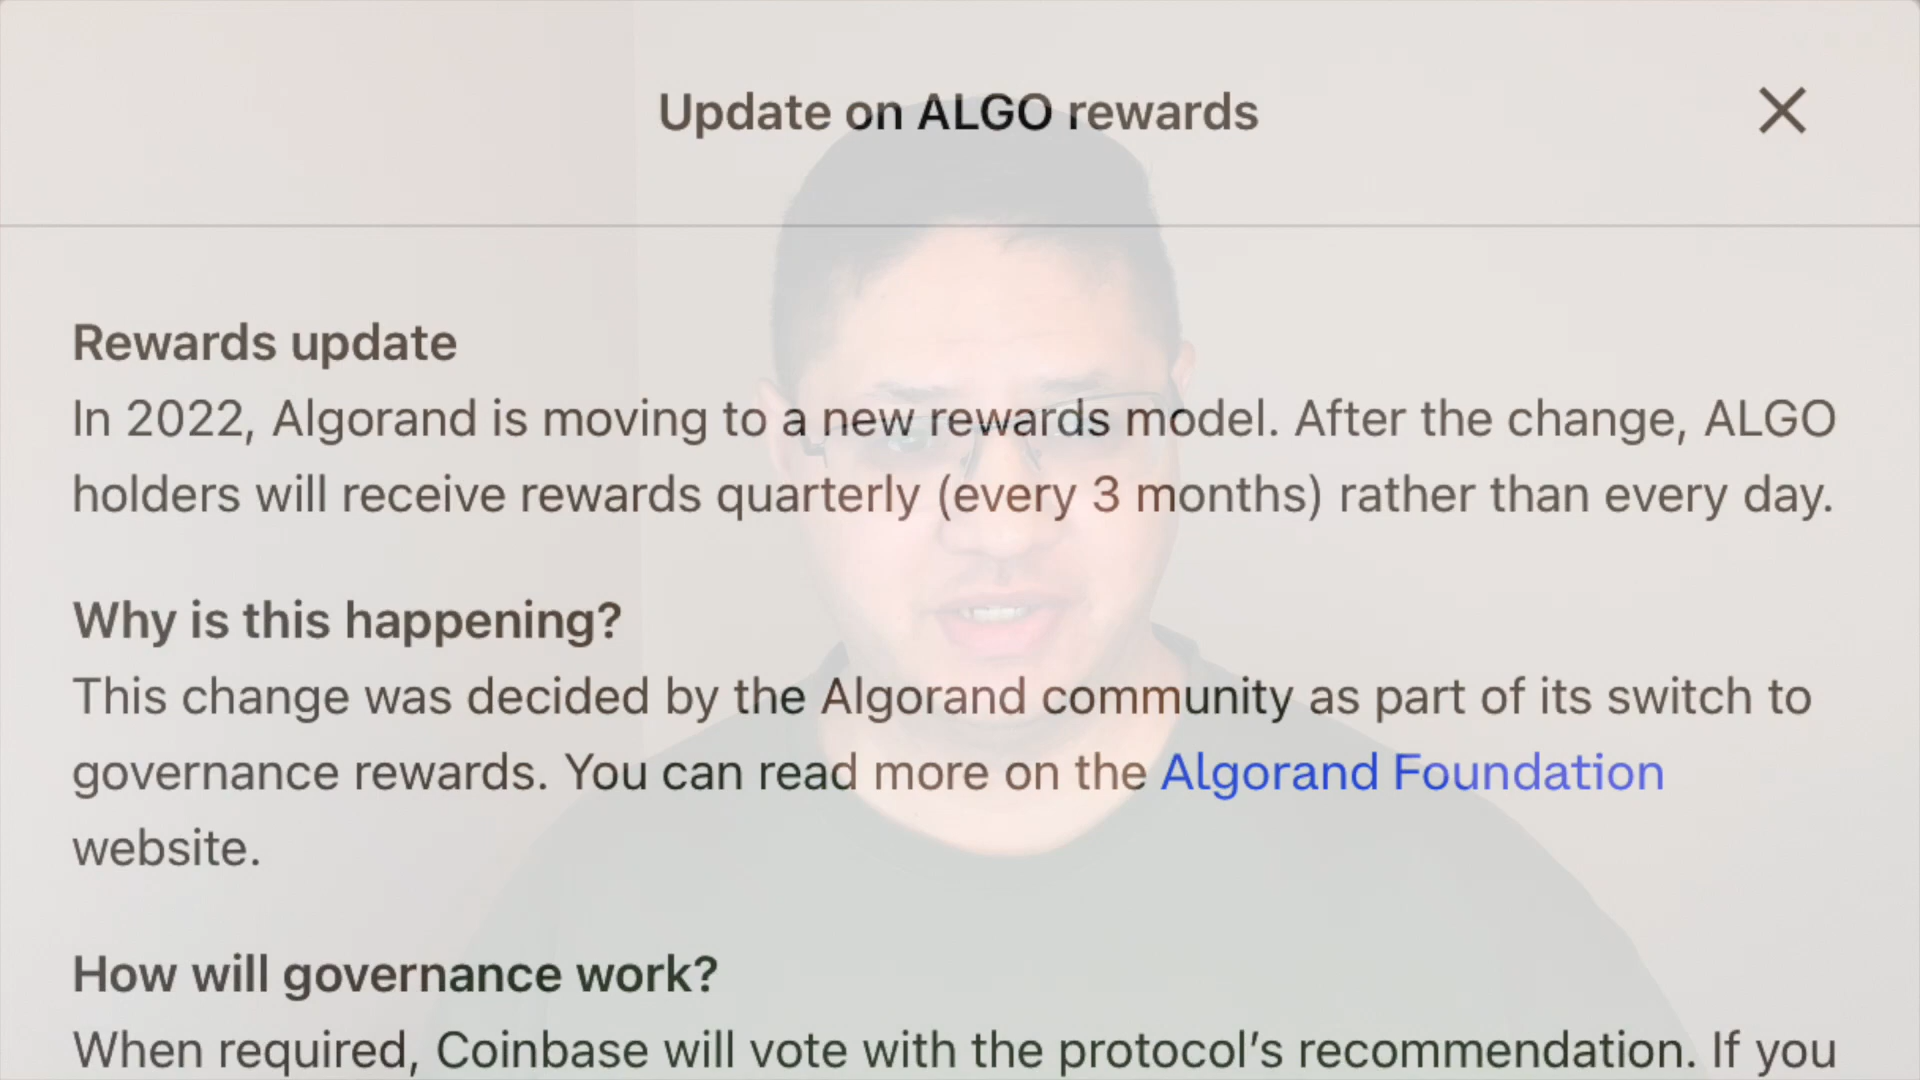 Update on ALGO rewards
Rewards update
In 2022, Algorand is moving to a new rewards model. After the change, ALGO
holders will receive rewards quarterly (every 3 months) rather than every day.
Why is this happening?
This change was decided by the Algorand community as part of its switch to
governance rewards. You can read more on the Algorand Foundation
website.
How will governance work?
When required, Coinbase will vote with the protocol’s recommendation. If you